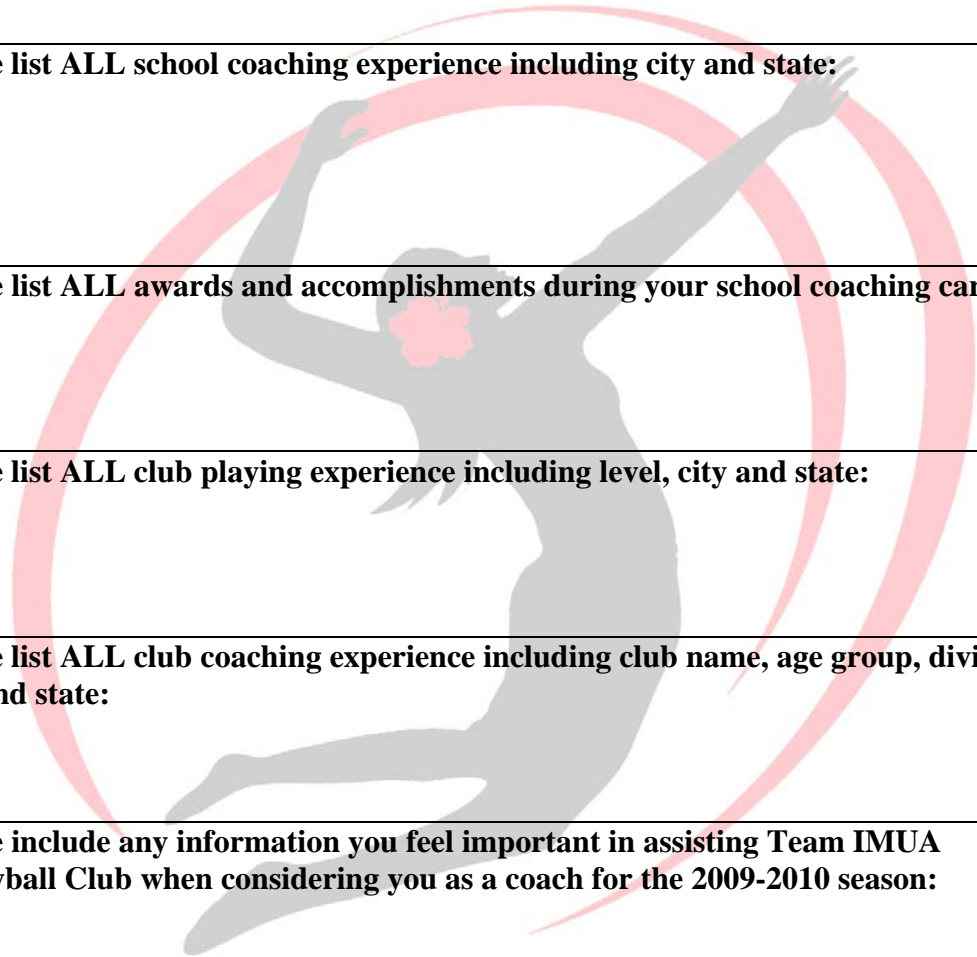 e list ALL school coaching experience including city and state:
e list ALL awards and accomplishments during your school coaching car
e list ALL club playing experience including level, city and state:
e list ALL club coaching experience including club name, age group, divi
nd state:
e include any information you feel important in assisting Team IMUA
yball Club when considering you as a coach for the 2009-2010 season: